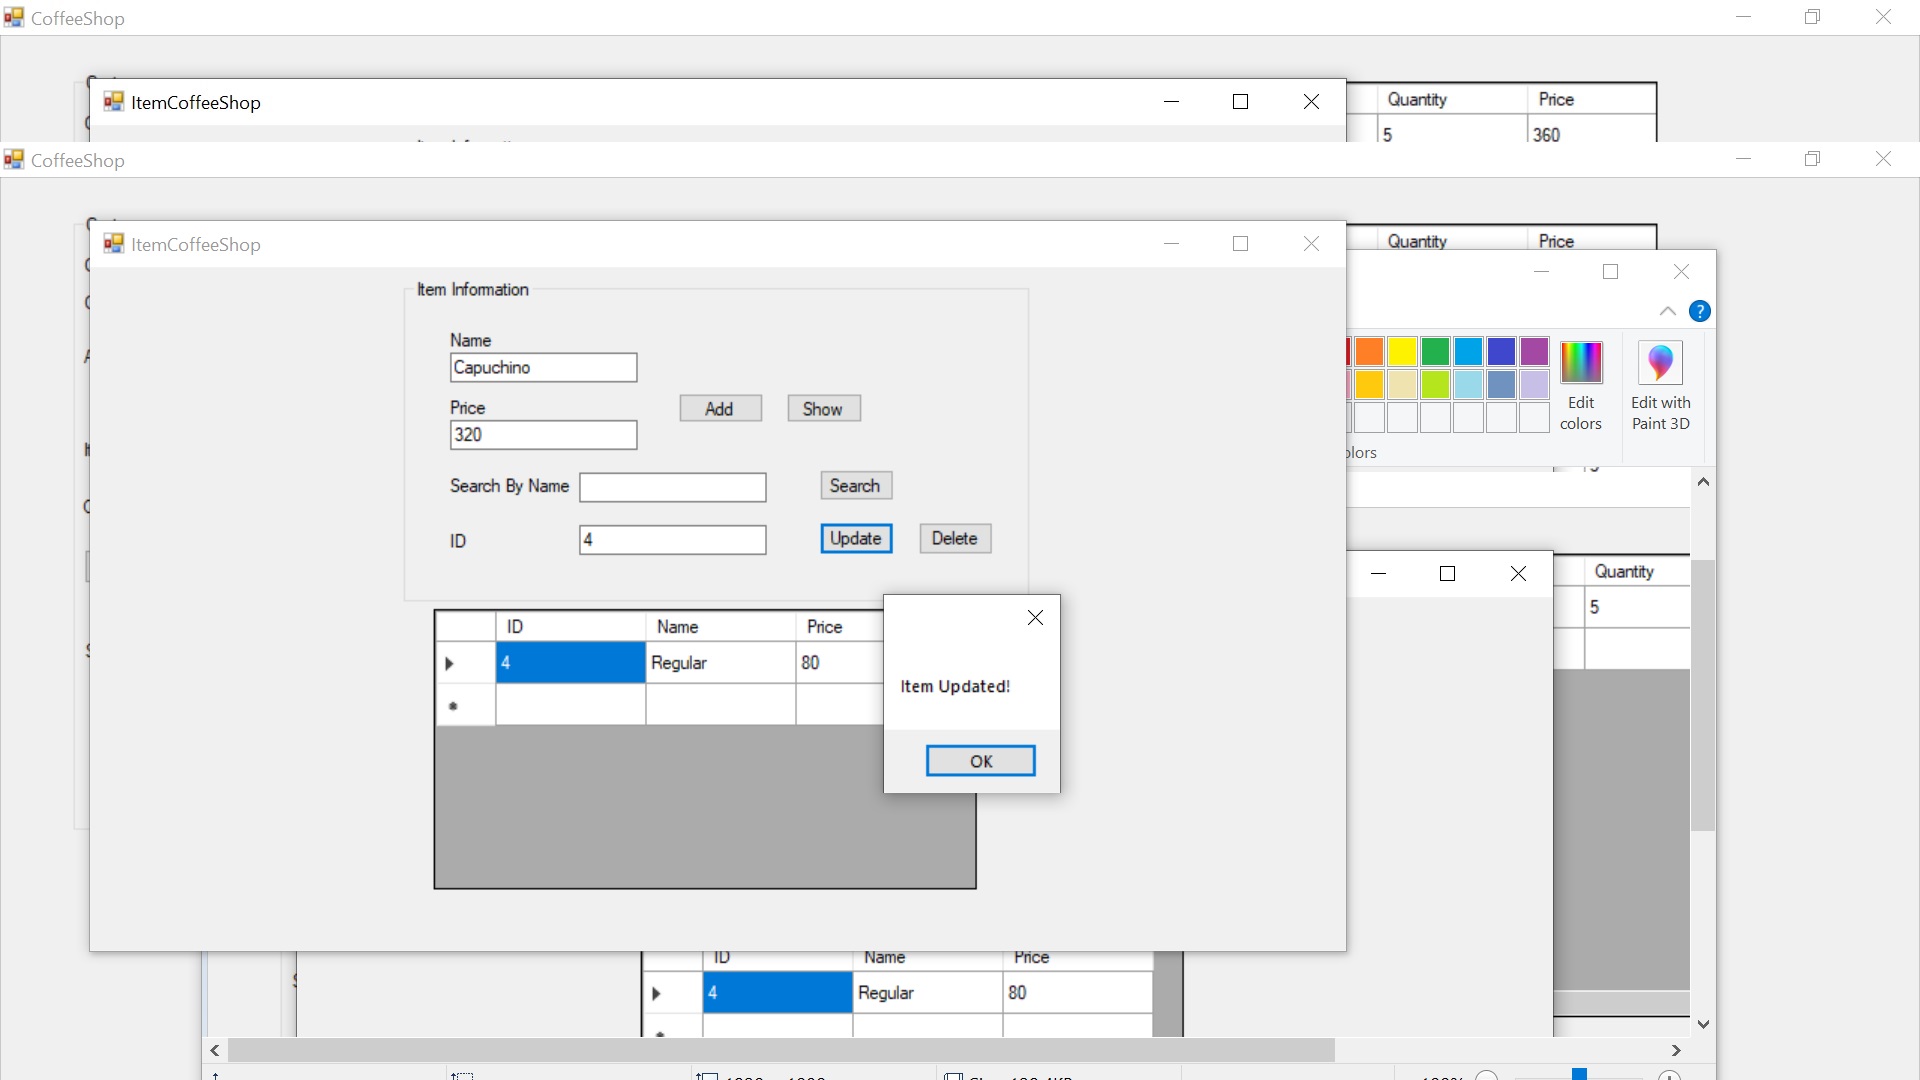 CoffeeShop
ItemCoffeeShop
Quantity Price
5 360
CoffeeShop
ItemCoffeeShop
Quantity Price
Item Information
Name
Capuchino
Price
320
Add Show
Search By Name
Search
ID 4
Update Delete
Edit colors
Edit with Paint 3D
ID Name Price
4 Regular 80
Item Updated!
OK
Quantity
5
ID Name Price
4 Regular 80